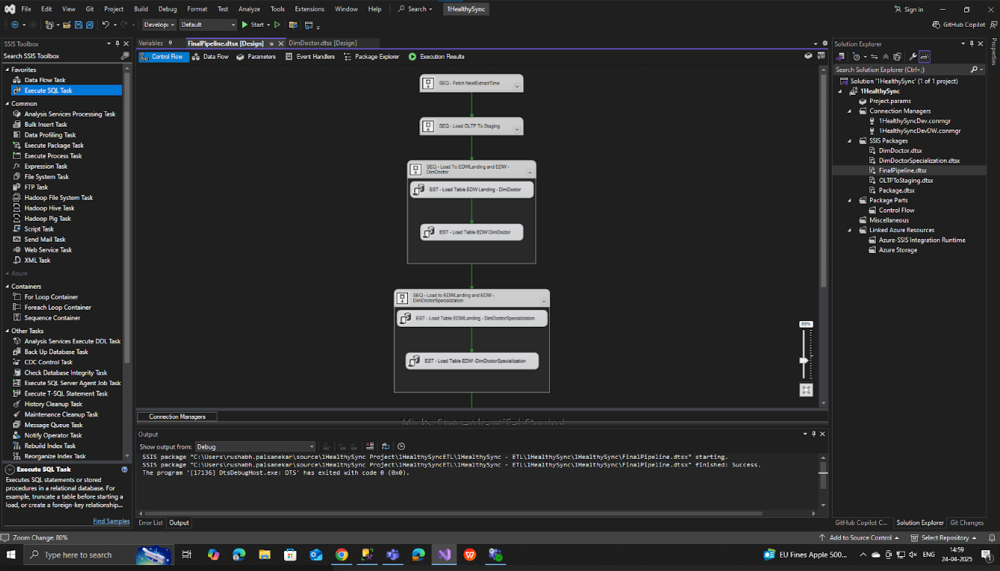 File Edit View Git Project Build Debug Format Test Analyze Tools Extensions Window Help Search 1HealthySync Sign in
Develop Default Start GitHub Copilot
SSIS Toolbox
Search SSIS Toolbox
Favorites
Data Flow Task
Execute SQL Task
Common
Analysis Services Processing Task
Bulk Insert Task
Data Profiling Task
Execute Package Task
Execute Process Task
Expression Task
File System Task
FTP Task
Hadoop File System Task
Hadoop Hive Task
Hadoop Pig Task
Script Task
Send Mail Task
Web Service Task
XML Task
Azure
Containers
For Loop Container
Foreach Loop Container
Sequence Container
Other Tasks
Analysis Services Execute DDL Task
Back Up Database Task
CDC Control Task
Check Database Integrity Task
Execute SQL Server Agent Job Task
Execute T-SQL Statement Task
History Cleanup Task
Maintenance Cleanup Task
Message Queue Task
Notify Operator Task
Rebuild Index Task
Reorganize Index Task
Execute SQL Task
Executes SQL statements or stored
procedures in a relational database. For
example, truncate a table before starting a
load, or create a foreign-key relationship...
Find Samples
Variables FinalPipeline.dtsx [Design] DimDoctor.dtsx [Design]
Control Flow Data Flow Parameters Event Handlers Package Explorer Execution Results
SEQ - Fetch NextExtractTime
SEQ - Load OLTP To Staging
SEQ - Load To EDWLanding and EDW -
DimDoctor
EST - Load Table EDW Landing - DimDoctor
EST - Load Table EDW DimDoctor
SEQ - Load to EDWLanding and EDW -
DimDoctorSpecialization
EST - Load Table EDWLanding - DimDoctorSpecialization
EST - Load Table EDW -DimDoctorSpecialization
80%
Connection Managers
Output
Show output from: Debug
SSIS package "C:\Users\rushabh.palsanekar\source\1HealthySync Project\1HealthySyncETL\1HealthySync - ETL\1HealthySync\1HealthySync\FinalPipeline.dtsx" starting.
SSIS package "C:\Users\rushabh.palsanekar\source\1HealthySync Project\1HealthySyncETL\1HealthySync - ETL\1HealthySync\1HealthySync\FinalPipeline.dtsx" finished: Success.
The program '[17136] DtsDebugHost.exe: DTS' has exited with code 0 (0x0).
Error List Output
Solution Explorer
Search Solution Explorer (Ctrl+;)
Solution '1HealthySync' (1 of 1 project)
1HealthySync
Project.params
Connection Managers
1HealthySyncDev.conmgr
1HealthySyncDevDW.conmgr
SSIS Packages
DimDoctor.dtsx
DimDoctorSpecialization.dtsx
FinalPipeline.dtsx
OLTPToStaging.dtsx
Package.dtsx
Package Parts
Control Flow
Miscellaneous
Linked Azure Resources
Azure-SSIS Integration Runtime
Azure Storage
GitHub Copilot C... Solution Explorer Git Changes
Properties
Zoom Change: 80% Add to Source Control Select Repository
Type here to search EU Fines Apple 500... ENG 14:59
24-04-2025
1